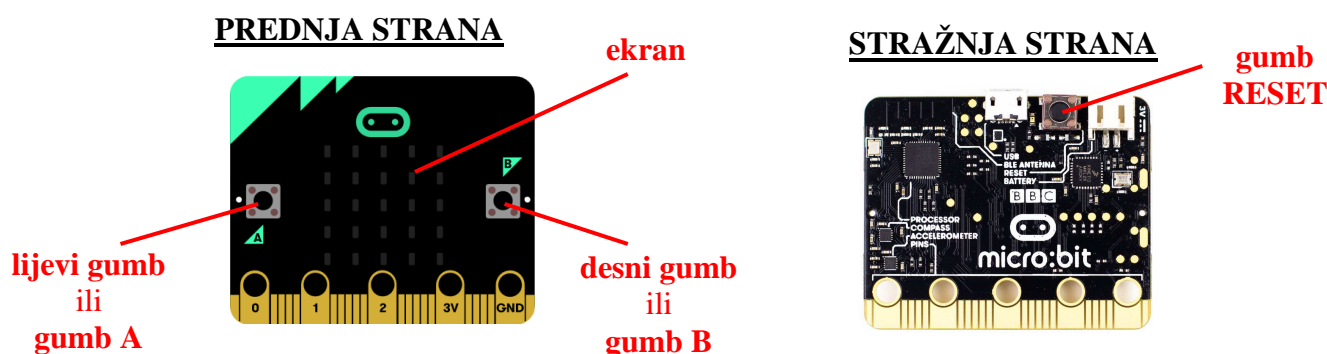 PREDNJA STRANA
ekran
B
A
lijevi gumb
ili
gumb A
desni gumb
ili
gumb B
0 1 2 3V GND
STRAŽNJA STRANA
gumb
RESET
3V
USB
BLE ANTENNA
RESET
BATTERY
BBC
PROCESSOR
COMPASS
ACCELEROMETER
PINS
micro:bit